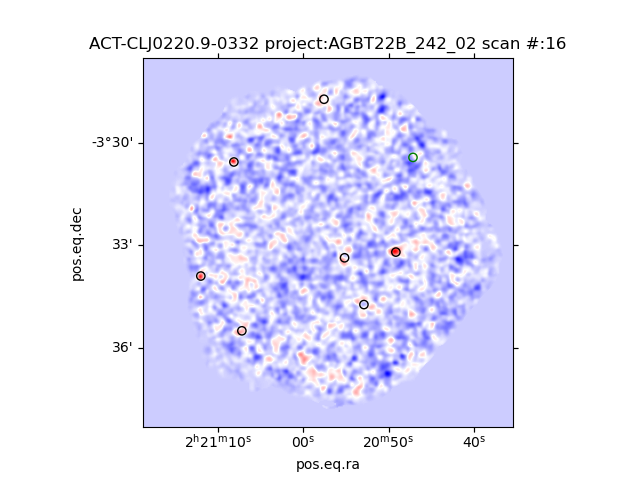 ACT-CLJ0220.9-0332 project:AGBT22B_242_02 scan #:16
-3°30'
33'
36'
pos.eq.dec
2ʰ21ᵐ10ˢ 00ˢ 20ᵐ50ˢ 40ˢ
pos.eq.ra